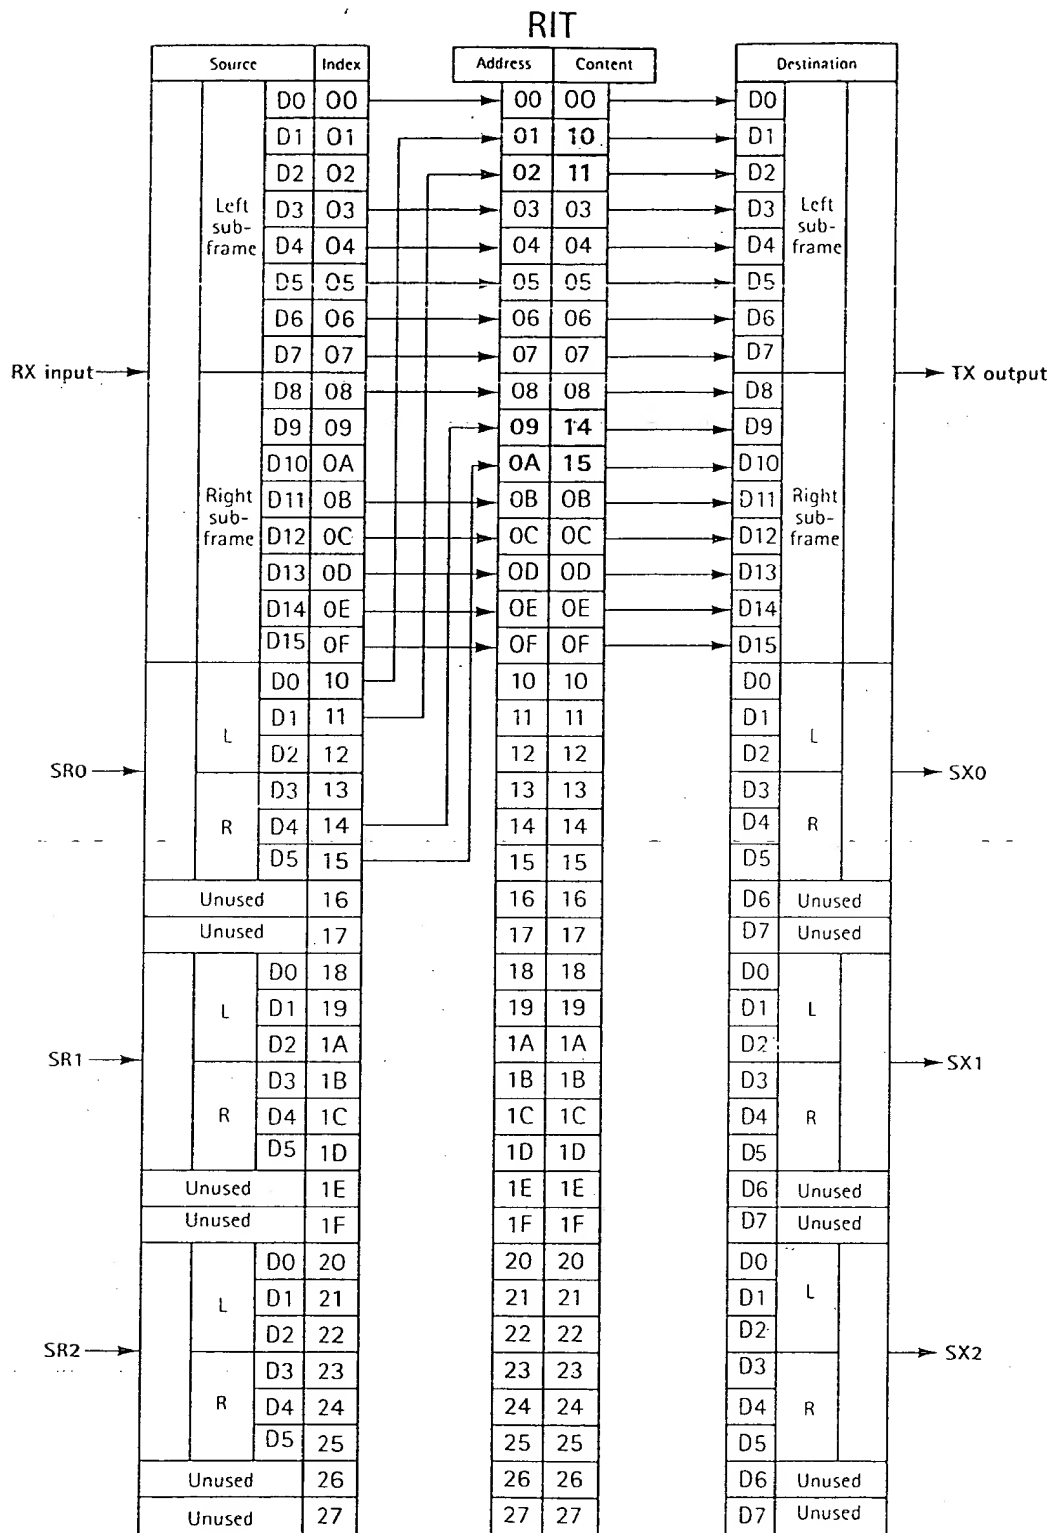 RIT
Source Index Address Content Destination
D0 00 00 00 D0
D1 01 01 10 D1
D2 02 02 11 D2
D3 03 03 03 D3
Left
sub-
frame
Left
sub-
frame
D4 04 04 04 D4
D5 05 05 05 D5
D6 06 06 06 D6
D7 07 07 07 D7
RX input
TX output
D8 08 08 08 D8
D9 09 09 14 D9
D10 0A 0A 15 D10
D11 0B 0B 0B D11
Right
sub-
frame
Right
sub-
frame
D12 0C 0C 0C D12
D13 0D 0D 0D D13
D14 0E 0E 0E D14
D15 0F 0F 0F D15
D0 10 10 10 D0
D1 11 11 11 D1
L
L
D2 12 12 12 D2
SR0
SX0
D3 13 13 13 D3
R D4 14 14 14 D4 R
D5 15 15 15 D5
Unused 16 16 16 D6 Unused
Unused 17 17 17 D7 Unused
D0 18 18 18 D0
L D1 19 19 19 D1 L
D2 1A 1A 1A D2
SR1
SX1
D3 1B 1B 1B D3
R D4 1C 1C 1C D4 R
D5 1D 1D 1D D5
Unused 1E 1E 1E D6 Unused
Unused 1F 1F 1F D7 Unused
D0 20 20 20 D0
L D1 21 21 21 D1 L
D2 22 22 22 D2
SR2
SX2
D3 23 23 23 D3
R D4 24 24 24 D4 R
D5 25 25 25 D5
Unused 26 26 26 D6 Unused
Unused 27 27 27 D7 Unused